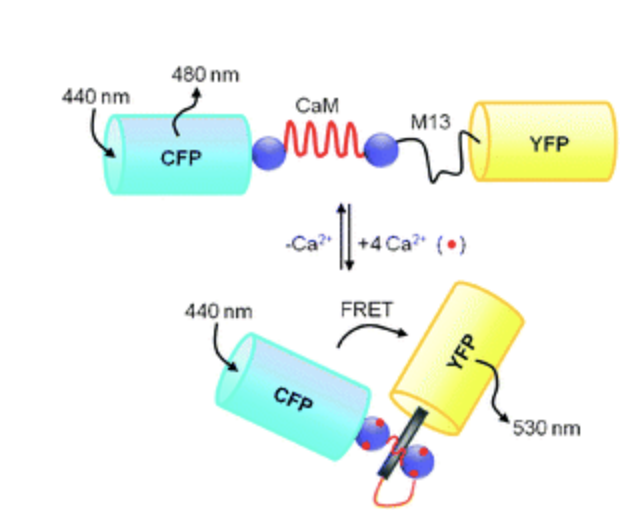 480 nm
440 nm
CaM
M13
CFP
YFP
-Ca²⁺
+4 Ca²⁺ (•)
440 nm
FRET
YFP
CFP
530 nm